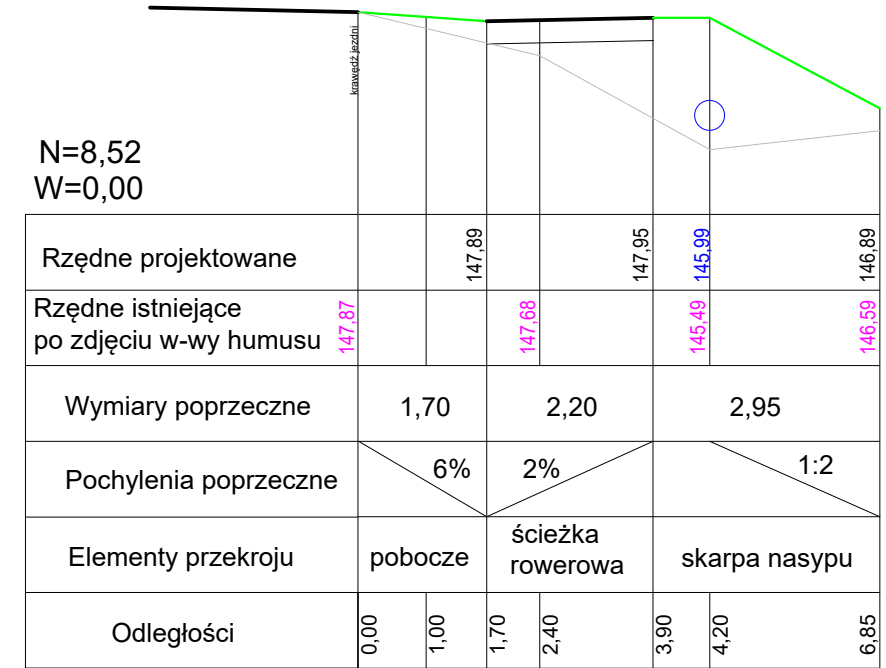 krawędź jezdni
N=8,52
W=0,00
Rzędne projektowane
147,89
147,95
145,99
146,89
Rzędne istniejące
po zdjęciu w-wy humusu
147,87
147,68
145,49
146,59
Wymiary poprzeczne
1,70
2,20
2,95
Pochylenia poprzeczne
6%
2%
1:2
Elementy przekroju
pobocze
ścieżka
rowerowa
skarpa nasypu
Odległości
0,00
1,00
1,70
2,40
3,90
4,20
6,85